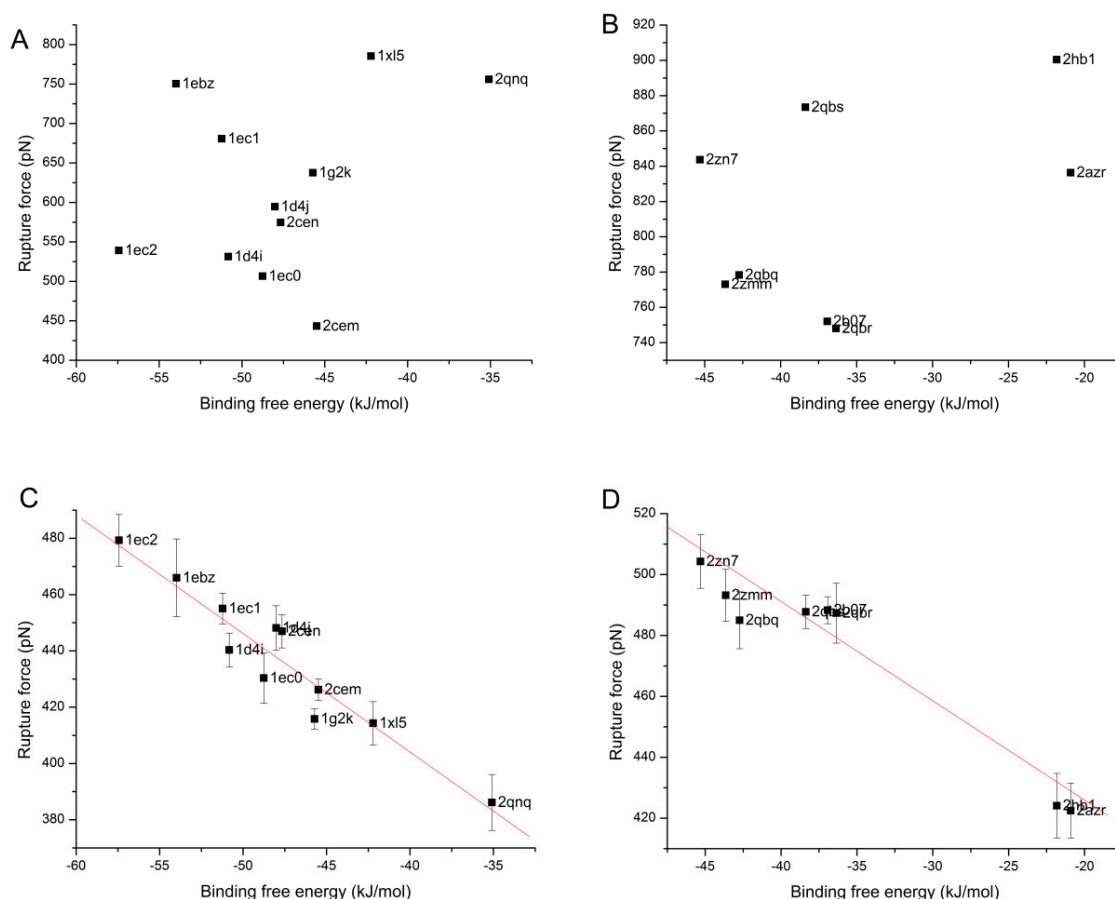 A
Rupture force (pN)
800
750
700
650
600
550
500
450
400
1xl5
2qnq
1ebz
1ec1
1g2k
1d4j
2cen
1ec2
1d4i
1ec0
2cem
-60
-55
-50
-45
-40
-35
Binding free energy (kJ/mol)
B
Rupture force (pN)
920
900
880
860
840
820
800
780
760
740
2hb1
2qbs
2zn7
2azr
2qbq
2zmm
2b07
2qbr
-45
-40
-35
-30
-25
-20
Binding free energy (kJ/mol)
C
Rupture force (pN)
480
460
440
420
400
380
1ec2
1ebz
1ec1
1d4j
2cen
1d4i
1ec0
2cem
1g2k
1xl5
2qnq
-60
-55
-50
-45
-40
-35
Binding free energy (kJ/mol)
D
Rupture force (pN)
520
500
480
460
440
420
2zn7
2zmm
2qbq
2qbs
2b07
2qbr
2hb1
2azr
-45
-40
-35
-30
-25
-20
Binding free energy (kJ/mol)